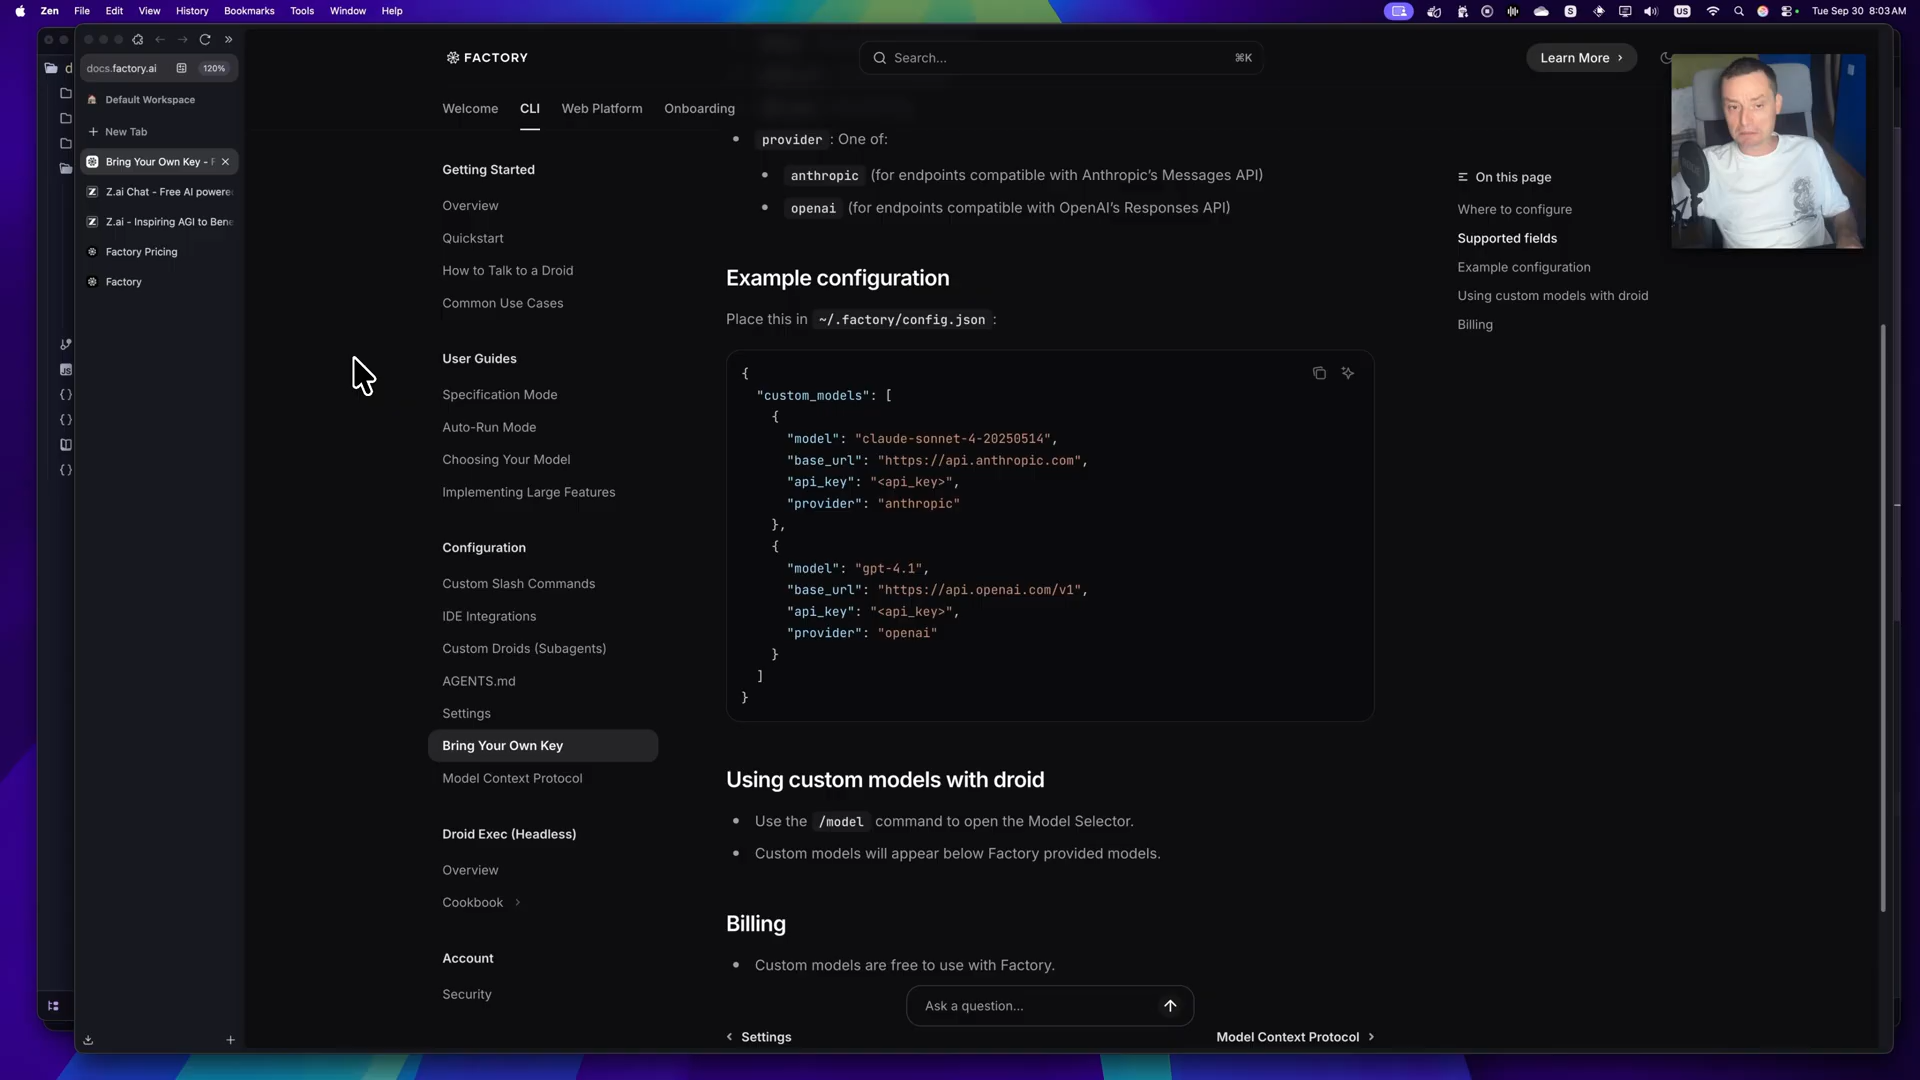 Zen File Edit View History Bookmarks Tools Window Help
US Tue Sep 30 8:03 AM
docs.factory.ai 120%
Default Workspace
New Tab
Bring Your Own Key - F
Z.ai Chat - Free AI powere
Z.ai - Inspiring AGI to Bene
Factory Pricing
Factory
FACTORY
Search... ⌘K
Learn More
Welcome CLI Web Platform Onboarding
Getting Started
Overview
Quickstart
How to Talk to a Droid
Common Use Cases
User Guides
Specification Mode
Auto-Run Mode
Choosing Your Model
Implementing Large Features
Configuration
Custom Slash Commands
IDE Integrations
Custom Droids (Subagents)
AGENTS.md
Settings
Bring Your Own Key
Model Context Protocol
Droid Exec (Headless)
Overview
Cookbook
Account
Security
provider : One of:
anthropic (for endpoints compatible with Anthropic's Messages API)
openai (for endpoints compatible with OpenAI's Responses API)
Example configuration
Place this in ~/.factory/config.json :
{
"custom_models": [
{
"model": "claude-sonnet-4-20250514",
"base_url": "https://api.anthropic.com",
"api_key": "<api_key>",
"provider": "anthropic"
},
{
"model": "gpt-4.1",
"base_url": "https://api.openai.com/v1",
"api_key": "<api_key>",
"provider": "openai"
}
]
}
Using custom models with droid
Use the /model command to open the Model Selector.
Custom models will appear below Factory provided models.
Billing
Custom models are free to use with Factory.
Ask a question...
Settings
Model Context Protocol
On this page
Where to configure
Supported fields
Example configuration
Using custom models with droid
Billing